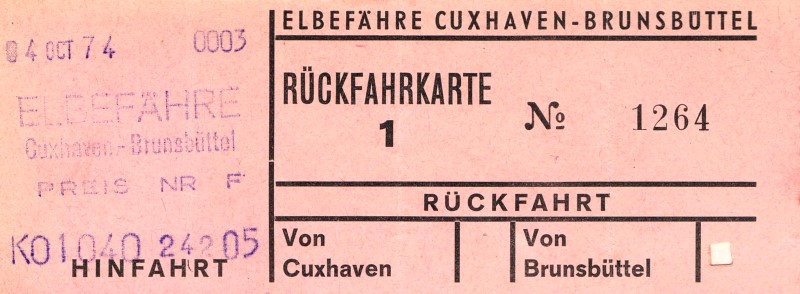 04 OCT 74 0003
ELBEFÄHRE
Cuxhaven-Brunsbüttel
PREIS NR F
K01040 24205
HINFAHRT
ELBEFÄHRE CUXHAVEN-BRUNSBÜTTEL
RÜCKFAHRKARTE
1
№ 1264
RÜCKFAHRT
Von
Cuxhaven
Von
Brunsbüttel